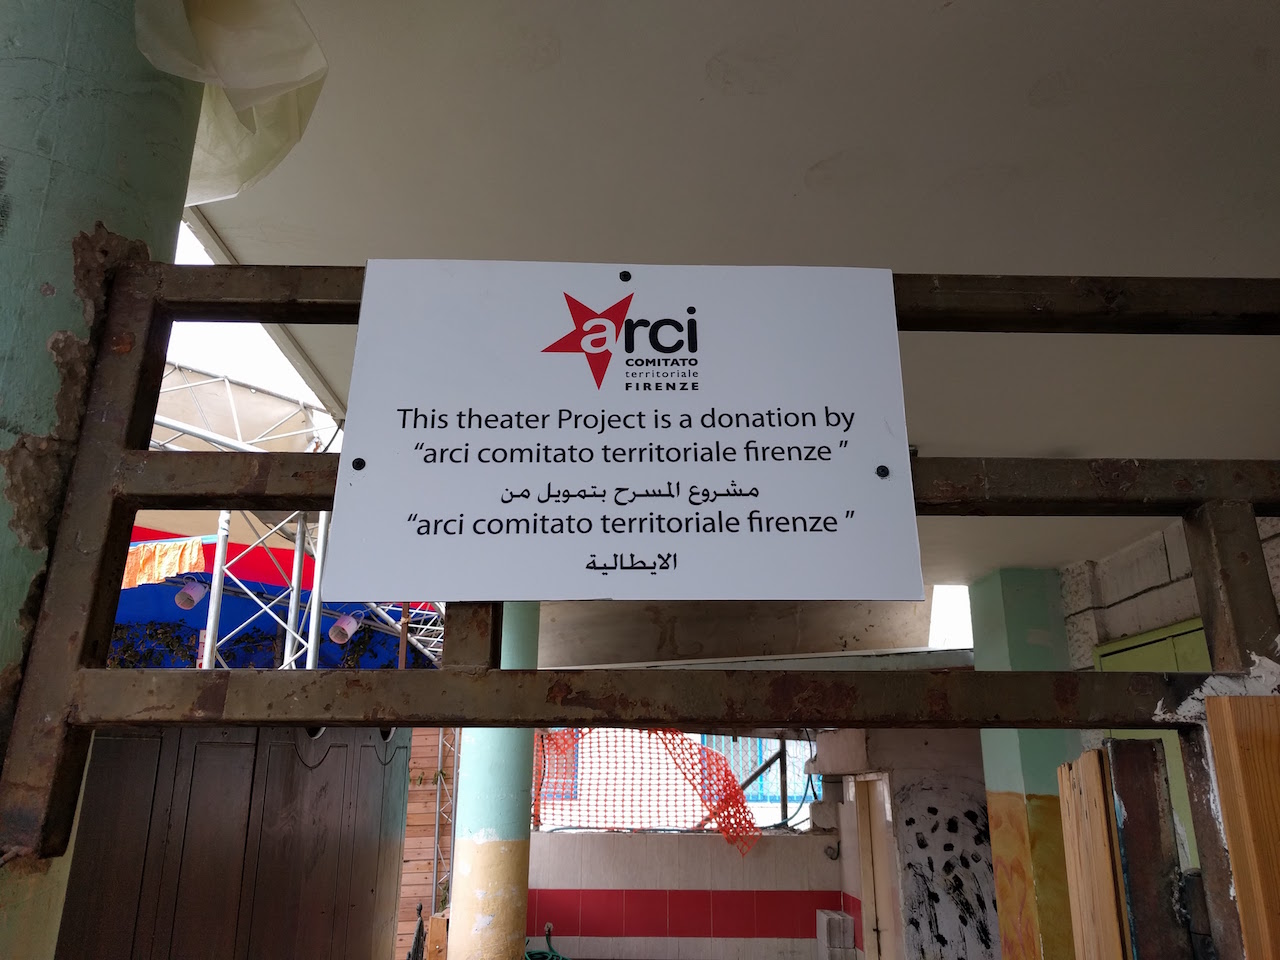 arci
COMITATO
territoriale
FIRENZE
This theater Project is a donation by
“arci comitato territoriale firenze ”
مشروع المسرح بتمويل من
“arci comitato territoriale firenze ”
الايطالية